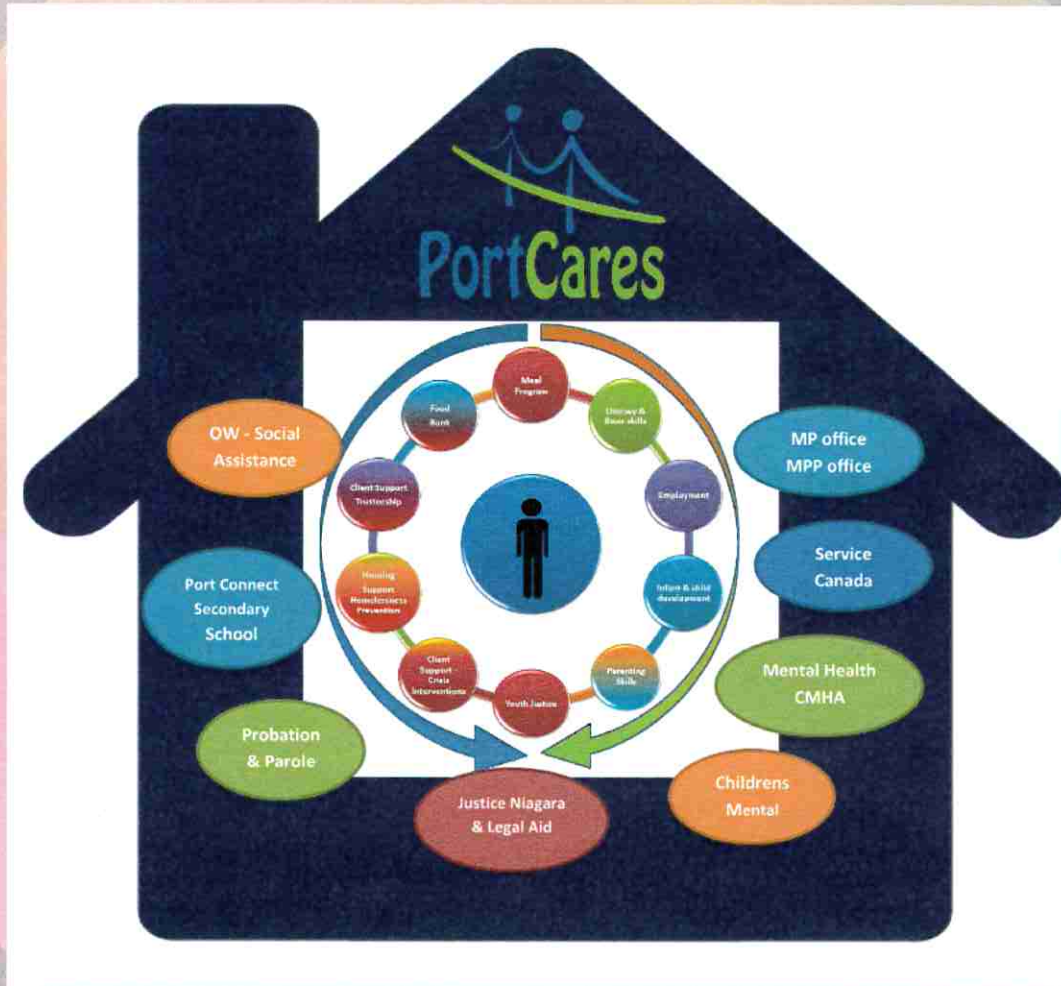 PortCares
Meal
Program
Literacy &
Basic skills
Employment
Infant & child
development
Parenting
Skills
Youth Justice
Client
Support -
Crisis
Interventions
Housing
Support
Homelessness
Prevention
Client Support
Trusteeship
Food
Bank
OW - Social
Assistance
Port Connect
Secondary
School
Probation
& Parole
Justice Niagara
& Legal Aid
Childrens
Mental
Mental Health
CMHA
Service
Canada
MP office
MPP office